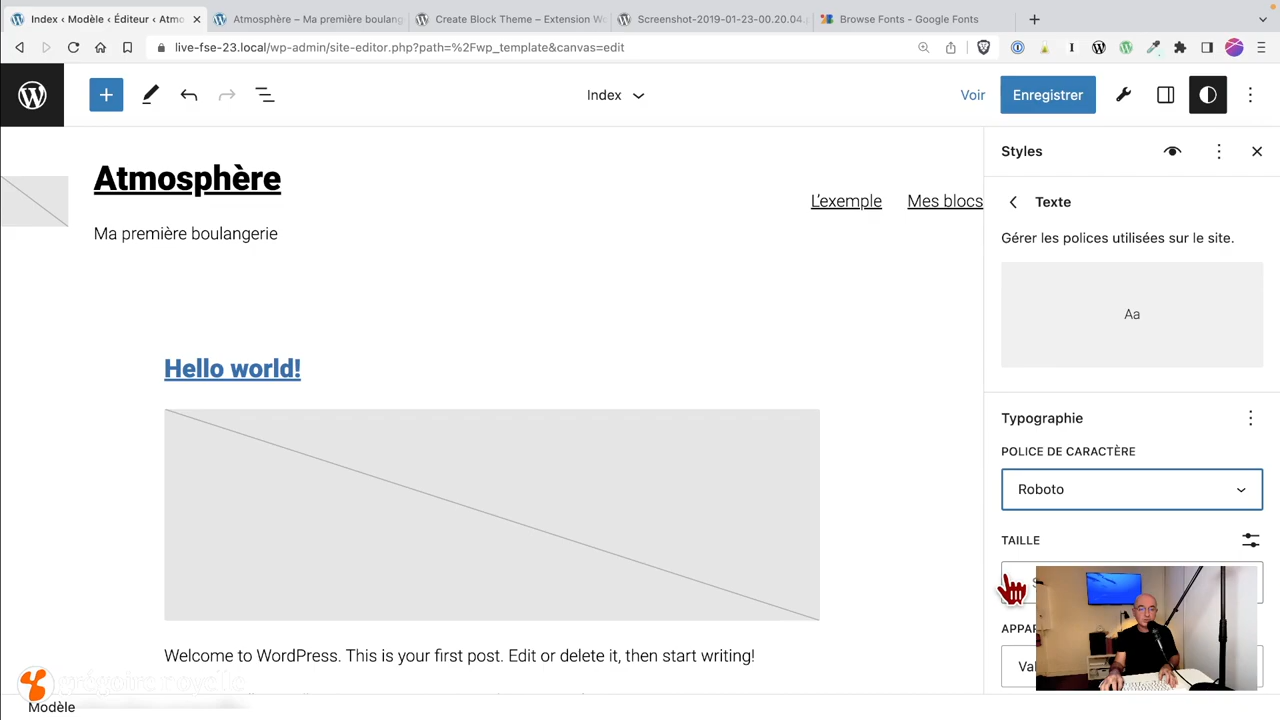 Index ‹ Modèle ‹ Éditeur ‹ Atmo
Atmosphère – Ma première boulang
Create Block Theme – Extension Wo
Screenshot-2019-01-23-00.20.04.
Browse Fonts - Google Fonts
live-fse-23.local/wp-admin/site-editor.php?path=%2Fwp_template&canvas=edit
Index
Voir
Enregistrer
Atmosphère
L'exemple
Mes blocs
Ma première boulangerie
Hello world!
Welcome to WordPress. This is your first post. Edit or delete it, then start writing!
Styles
Texte
Gérer les polices utilisées sur le site.
Aa
Typographie
POLICE DE CARACTÈRE
Roboto
TAILLE
APPAR
Val
Modèle